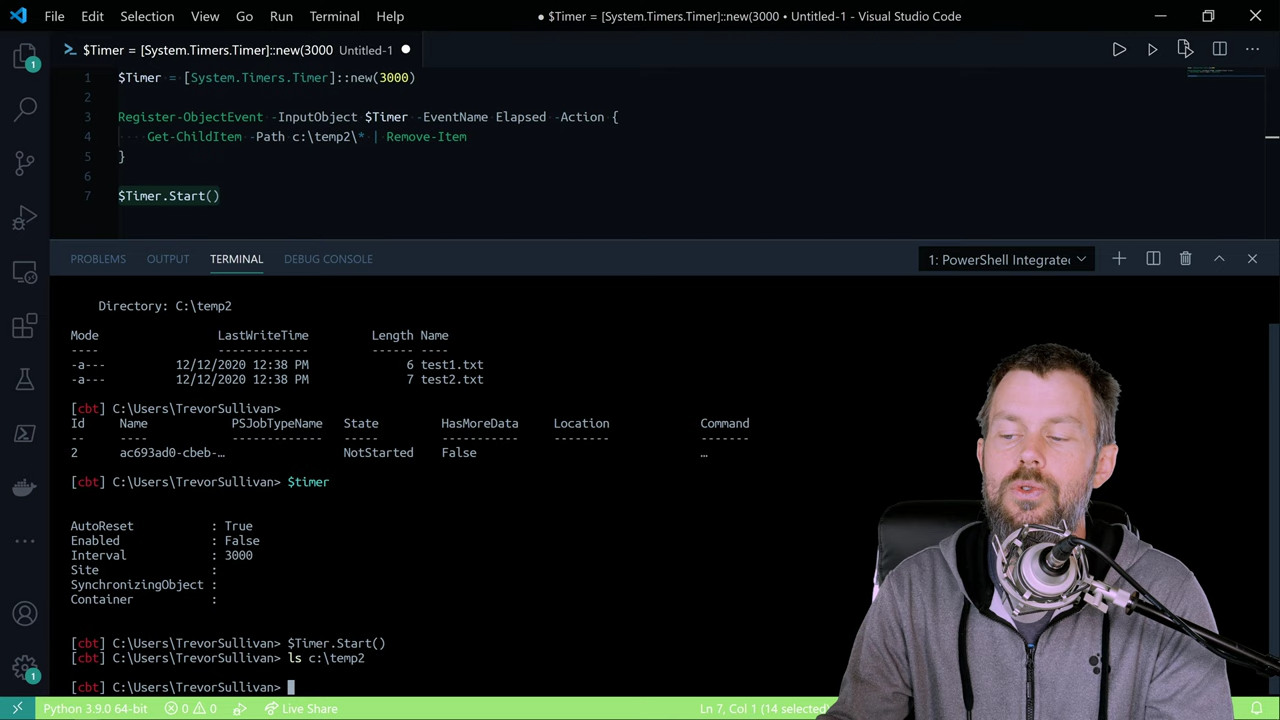 File Edit Selection View Go Run Terminal Help
● $Timer = [System.Timers.Timer]::new(3000 • Untitled-1 - Visual Studio Code
$Timer = [System.Timers.Timer]::new(3000 Untitled-1
1 $Timer = [System.Timers.Timer]::new(3000)
2
3 Register-ObjectEvent -InputObject $Timer -EventName Elapsed -Action {
4 Get-ChildItem -Path c:\temp2\* | Remove-Item
5 }
6
7 $Timer.Start()
PROBLEMS OUTPUT TERMINAL DEBUG CONSOLE 1: PowerShell Integrate
Directory: C:\temp2
Mode LastWriteTime Length Name
---- ------------- ------ ----
-a--- 12/12/2020 12:38 PM 6 test1.txt
-a--- 12/12/2020 12:38 PM 7 test2.txt
[cbt] C:\Users\TrevorSullivan>
Id Name PSJobTypeName State HasMoreData Location Command
-- ---- ------------- ----- ----------- -------- -------
2 ac693ad0-cbeb-… NotStarted False …
[cbt] C:\Users\TrevorSullivan> $timer
AutoReset : True
Enabled : False
Interval : 3000
Site :
SynchronizingObject :
Container :
[cbt] C:\Users\TrevorSullivan> $Timer.Start()
[cbt] C:\Users\TrevorSullivan> ls c:\temp2
[cbt] C:\Users\TrevorSullivan>
1
1
Python 3.9.0 64-bit 0 0 Live Share Ln 7, Col 1 (14 selected)